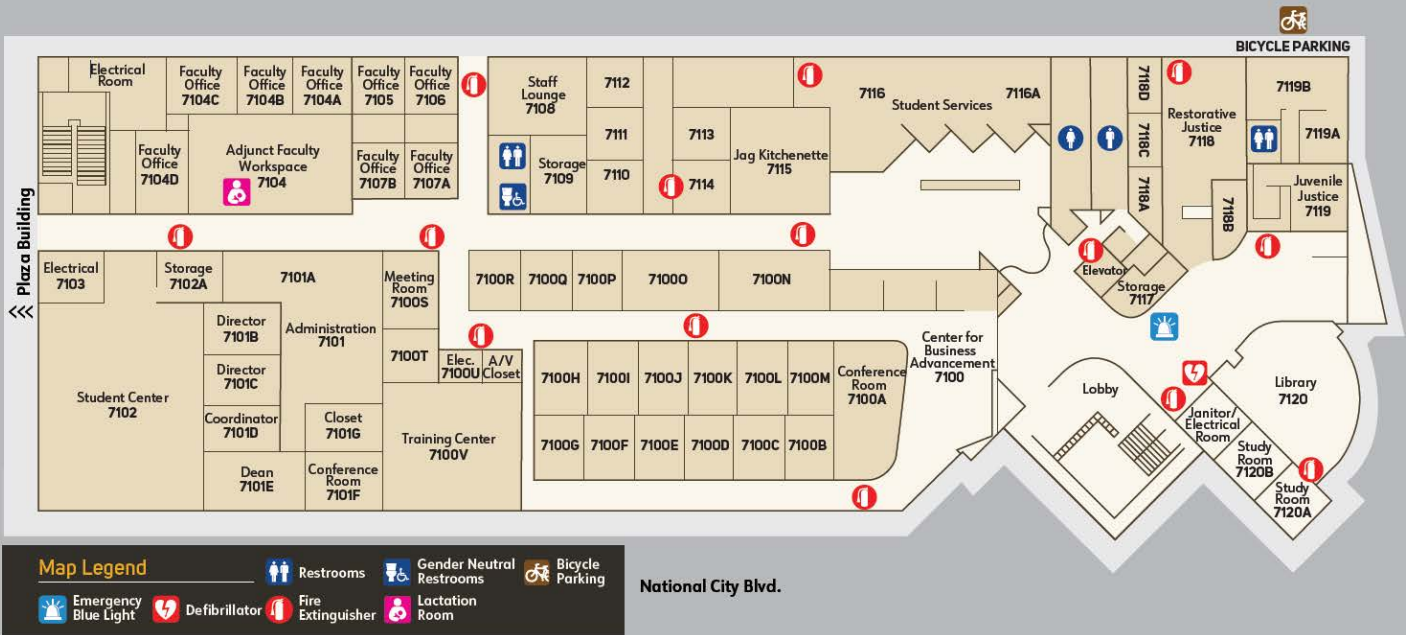 BICYCLE PARKING
Electrical
Room
Faculty
Office
7104C
Faculty
Office
7104B
Faculty
Office
7104A
Faculty
Office
7105
Faculty
Office
7106
Faculty
Office
7104D
Adjunct Faculty
Workspace
7104
Faculty
Office
7107B
Faculty
Office
7107A
Staff
Lounge
7108
Storage
7109
7112
7111
7110
7113
7114
Jag Kitchenette
7115
7116
Student Services
7116A
7118D
7118C
7118A
Restorative
Justice
7118
7118B
7119B
7119A
Juvenile
Justice
7119
Plaza Building
Electrical
7103
Storage
7102A
7101A
Meeting
Room
7100S
7100R
7100Q
7100P
7100O
7100N
Elevator
Storage
7117
Director
7101B
Administration
7101
Director
7101C
7100T
Elec.
7100U
A/V
Closet
Student Center
7102
Coordinator
7101D
Closet
7101G
Training Center
7100V
Dean
7101E
Conference
Room
7101F
7100H
7100I
7100J
7100K
7100L
7100M
Conference
Room
7100A
7100G
7100F
7100E
7100D
7100C
7100B
Center for
Business
Advancement
7100
Lobby
Library
7120
Janitor/
Electrical
Room
Study
Room
7120B
Study
Room
7120A
Map Legend
Restrooms
Gender Neutral
Restrooms
Bicycle
Parking
Emergency
Blue Light
Defibrillator
Fire
Extinguisher
Lactation
Room
National City Blvd.